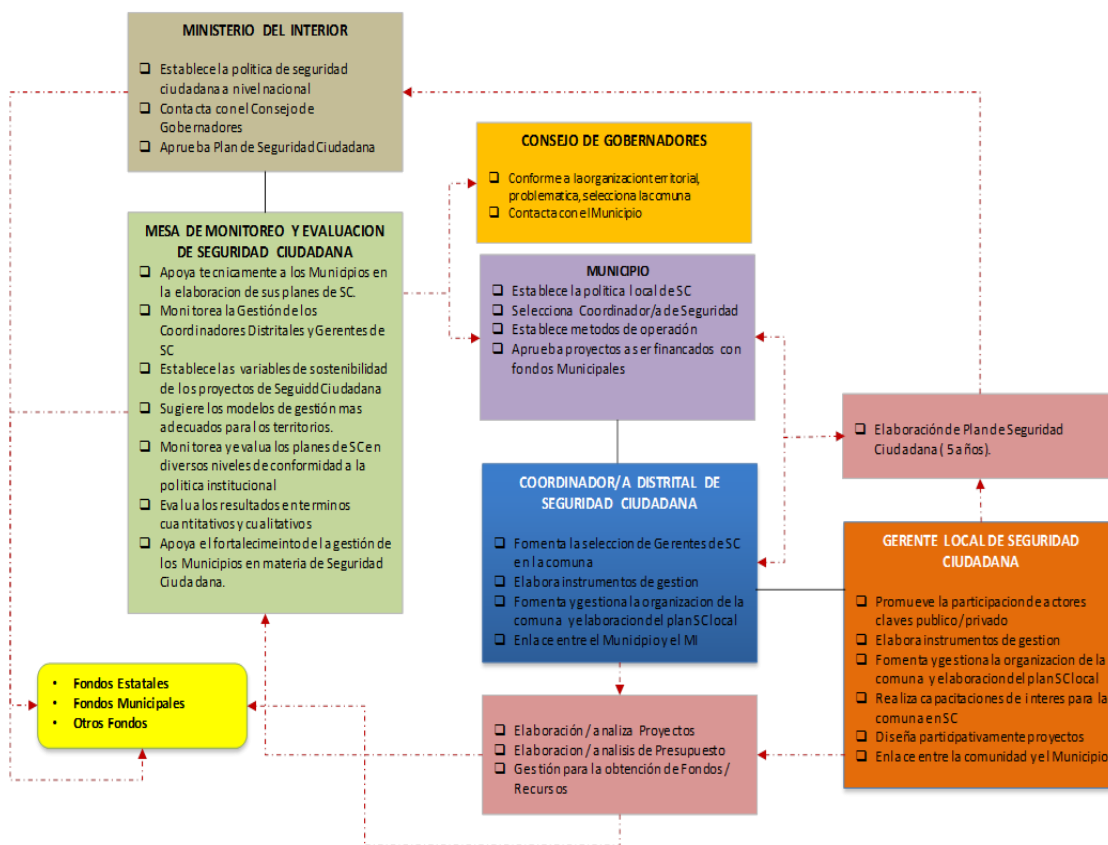 MINISTERIO DEL INTERIOR
❑ Establece la politica de seguridad
ciudadana a nivel nacional
❑ Contacta con el Consejo de
Gobernadores
❑ Aprueba Plan de Seguridad Ciudadana
CONSEJO DE GOBERNADORES
❑ Conforme a la organizacion territorial,
problematica, selecciona la comuna
❑ Contacta con el Municipio
MESA DE MONITOREO Y EVALUACION
DE SEGURIDAD CIUDADANA
❑ Apoya tecnicamente a los Municipios en
la elaboracion de sus planes de SC.
❑ Monitorea la Gestión de los
Coordinadores Distritales y Gerentes de
SC
❑ Establece las variables de sostenibilidad
de los proyectos de Seguidd Ciudadana
❑ Sugiere los modelos de gestión mas
adecuados para los territorios.
❑ Monitorea y evalua los planes de SC en
diversos niveles de conformidad a la
politica institucional
❑ Evalua los resultados en terminos
cuantitativos y cualitativos
❑ Apoya el fortalecimeinto de la gestión de
los Municipios en materia de Seguridad
Ciudadana.
MUNICIPIO
❑ Establece la política local de SC
❑ Selecciona Coordinador/a de Seguridad
❑ Establece metodos de operación
❑ Aprueba proyectos a ser financados con
fondos Municipales
❑ Elaboración de Plan de Seguridad
Ciudadana ( 5 años).
COORDINADOR/A DISTRITAL DE
SEGURIDAD CIUDADANA
❑ Fomenta la seleccion de Gerentes de SC
en la comuna
❑ Elabora instrumentos de gestion
❑ Fomenta y gestiona la organizacion de la
comuna y elaboracion del plan SC local
❑ Enlace entre el Municipio y el MI
GERENTE LOCAL DE SEGURIDAD
CIUDADANA
❑ Promueve la participacion de actores
claves publico/privado
❑ Elabora instrumentos de gestion
❑ Fomenta y gestiona la organizacion de la
comuna y elaboracion del plan SC local
❑ Realiza capacitaciones de interes para la
comuna en SC
❑ Diseña participativamente proyectos
❑ Enlace entre la comunidad y el Municipio
• Fondos Estatales
• Fondos Municipales
• Otros Fondos
❑ Elaboración / analiza Proyectos
❑ Elaboracion / analisis de Presupuesto
❑ Gestión para la obtención de Fondos /
Recursos